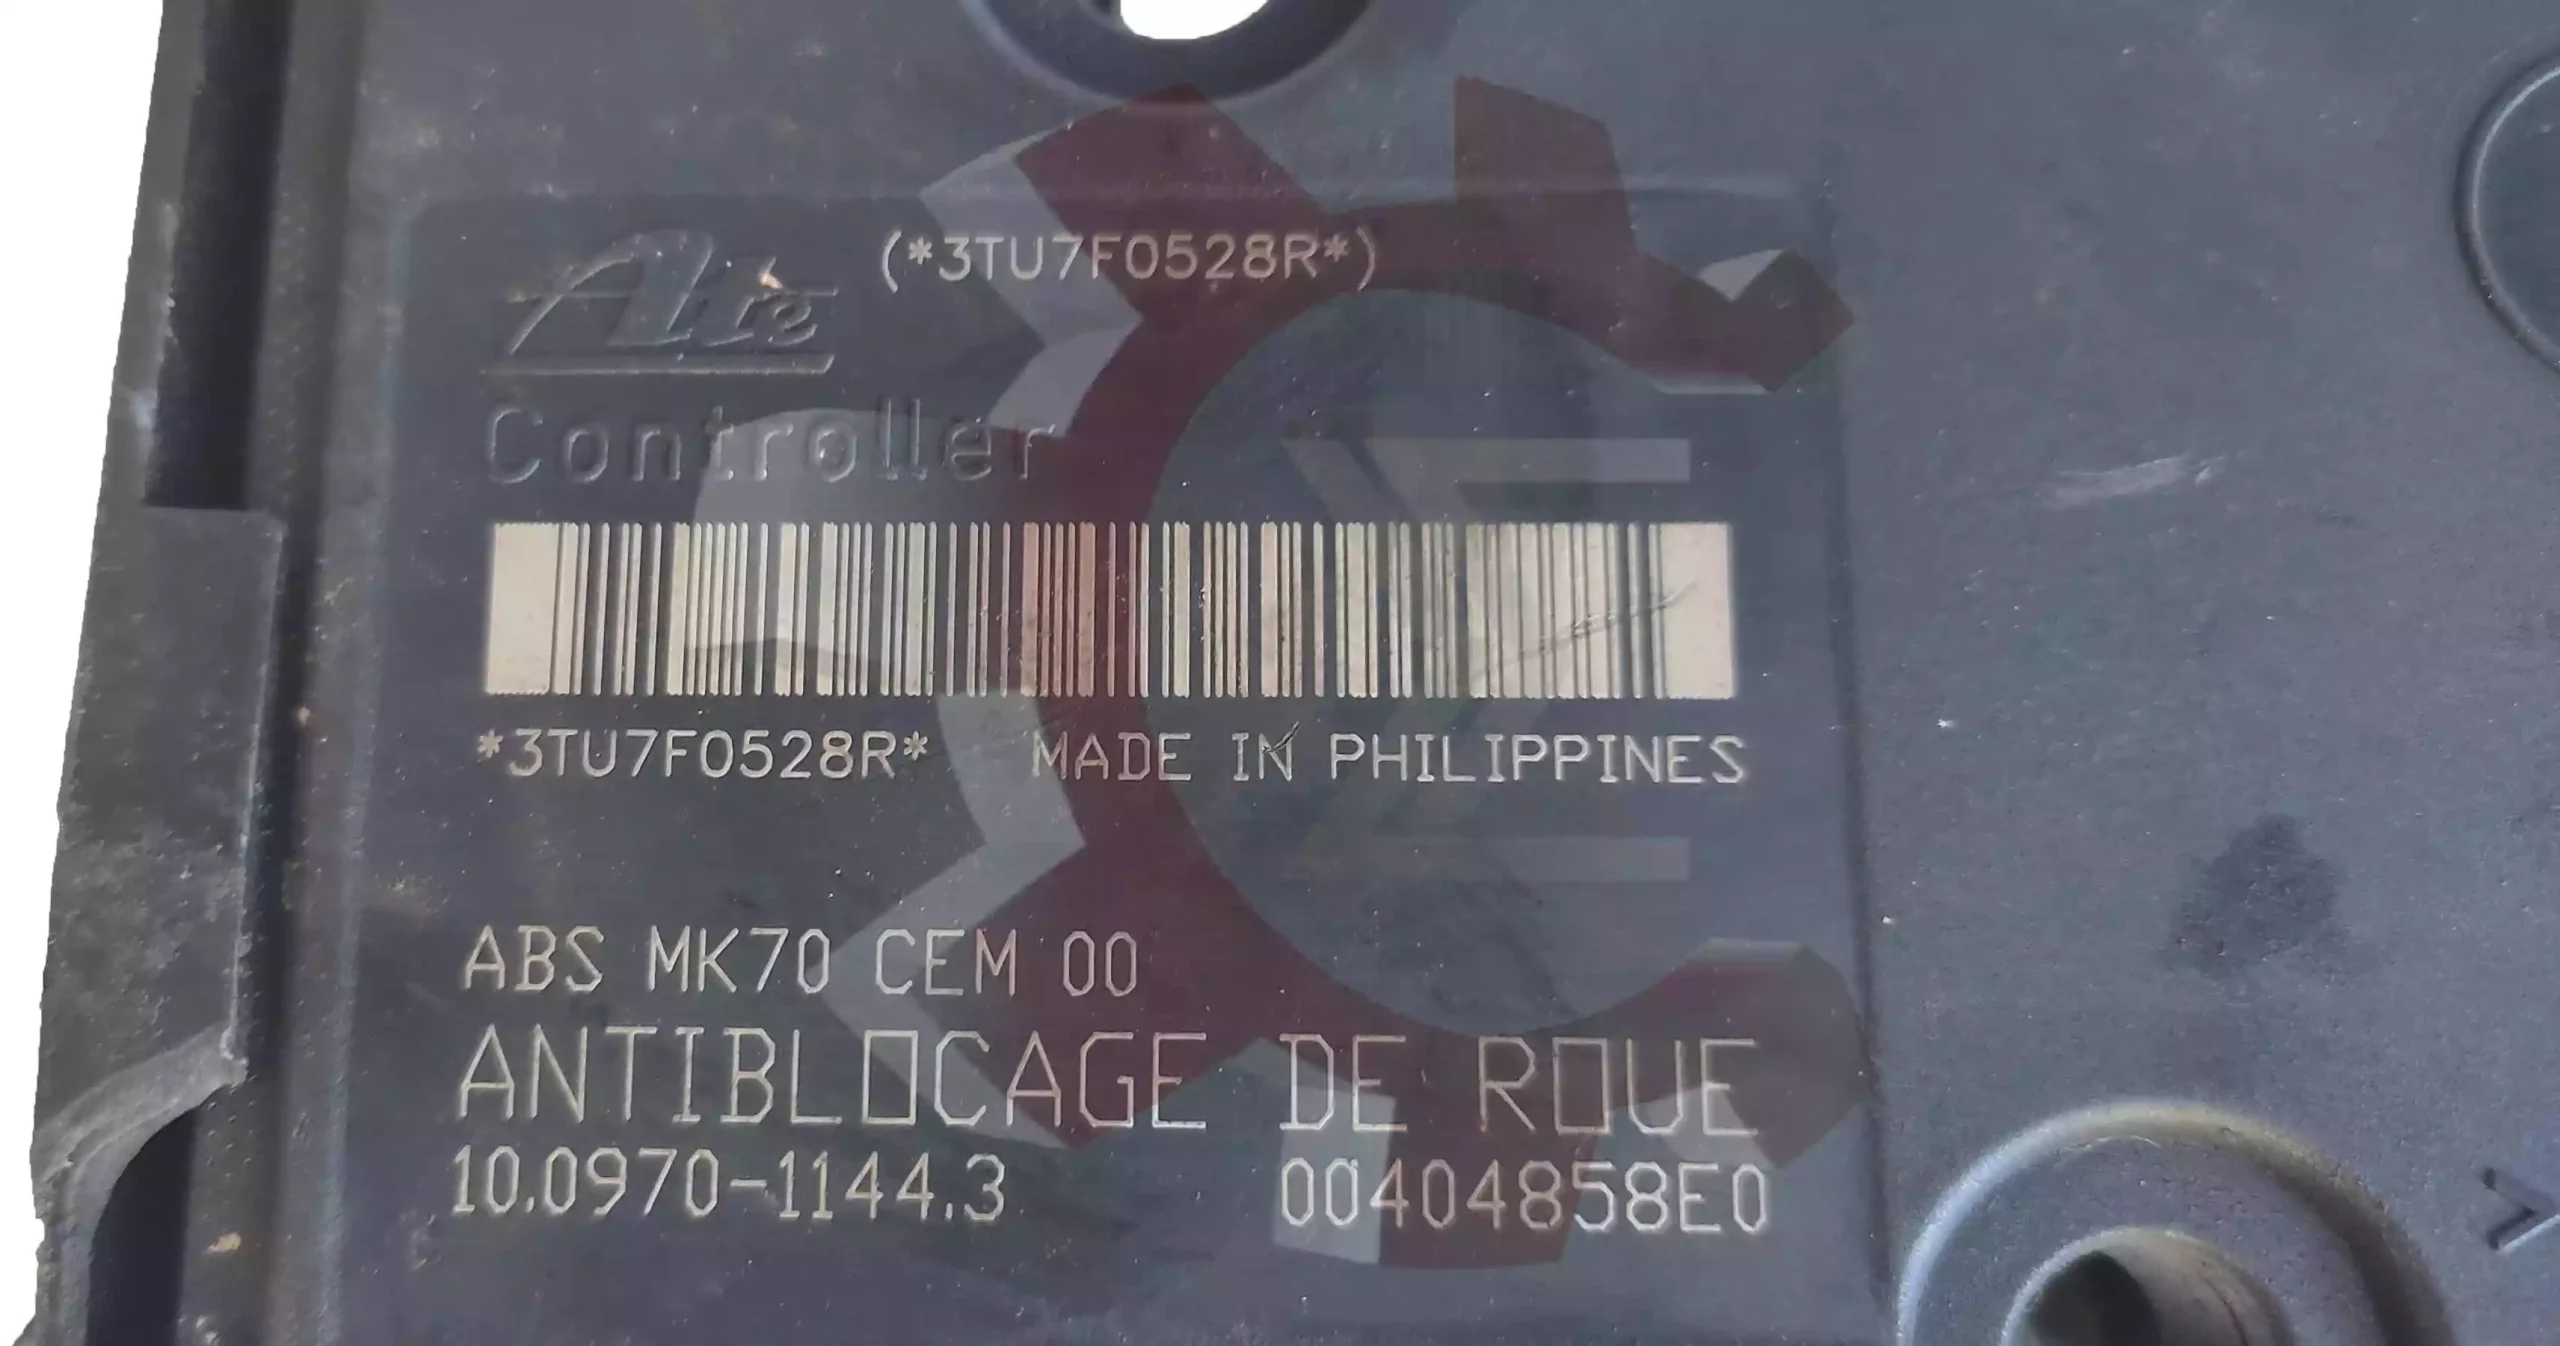 Ate (*3TU7F0528R*)
Controller
*3TU7F0528R* MADE IN PHILIPPINES
ABS MK70 CEM 00
ANTIBLOCAGE DE ROUE
10.0970-1144.3 00404858E0